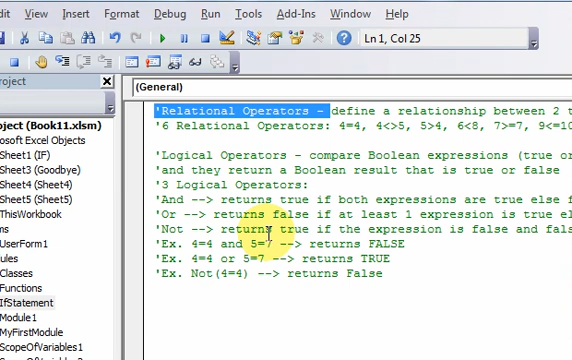 dit View Insert Format Debug Run Tools Add-Ins Window Help
Ln 1, Col 25
roject
(General)
'Relational Operators - define a relationship between 2 t
'6 Relational Operators: 4=4, 4<>5, 5>4, 6<8, 7>=7, 9<=10
'Logical Operators - compare Boolean expressions (true or
'and they return a Boolean result that is true or false
'3 Logical Operators:
'And --> returns true if both expressions are true else f
'Or --> returns false if at least 1 expression is true el
'Not --> returns true if the expression is false and fals
'Ex. 4=4 and 5=7 --> returns FALSE
'Ex. 4=4 or 5=7 --> returns TRUE
'Ex. Not(4=4) --> returns False
oject (Book11.xlsm)
osoft Excel Objects
Sheet1 (IF)
Sheet3 (Goodbye)
Sheet4 (Sheet4)
Sheet5 (Sheet5)
ThisWorkbook
ms
UserForm1
ules
Classes
Functions
IfStatement
Module1
MyFirstModule
ScopeofVariables1